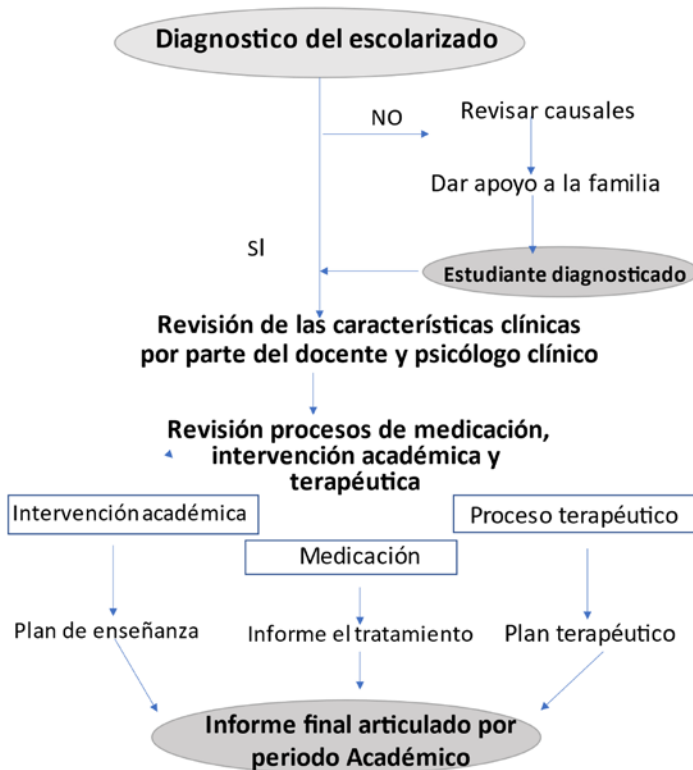 Diagnostico del escolarizado
NO
Revisar causales
Dar apoyo a la familia
SÍ
Estudiante diagnosticado
Revisión de las características clínicas
por parte del docente y psicólogo clínico
Revisión procesos de medicación,
intervención académica y
terapéutica
Intervención académica
Proceso terapéutico
Medicación
Plan de enseñanza
Informe el tratamiento
Plan terapéutico
Informe final articulado por
periodo Académico